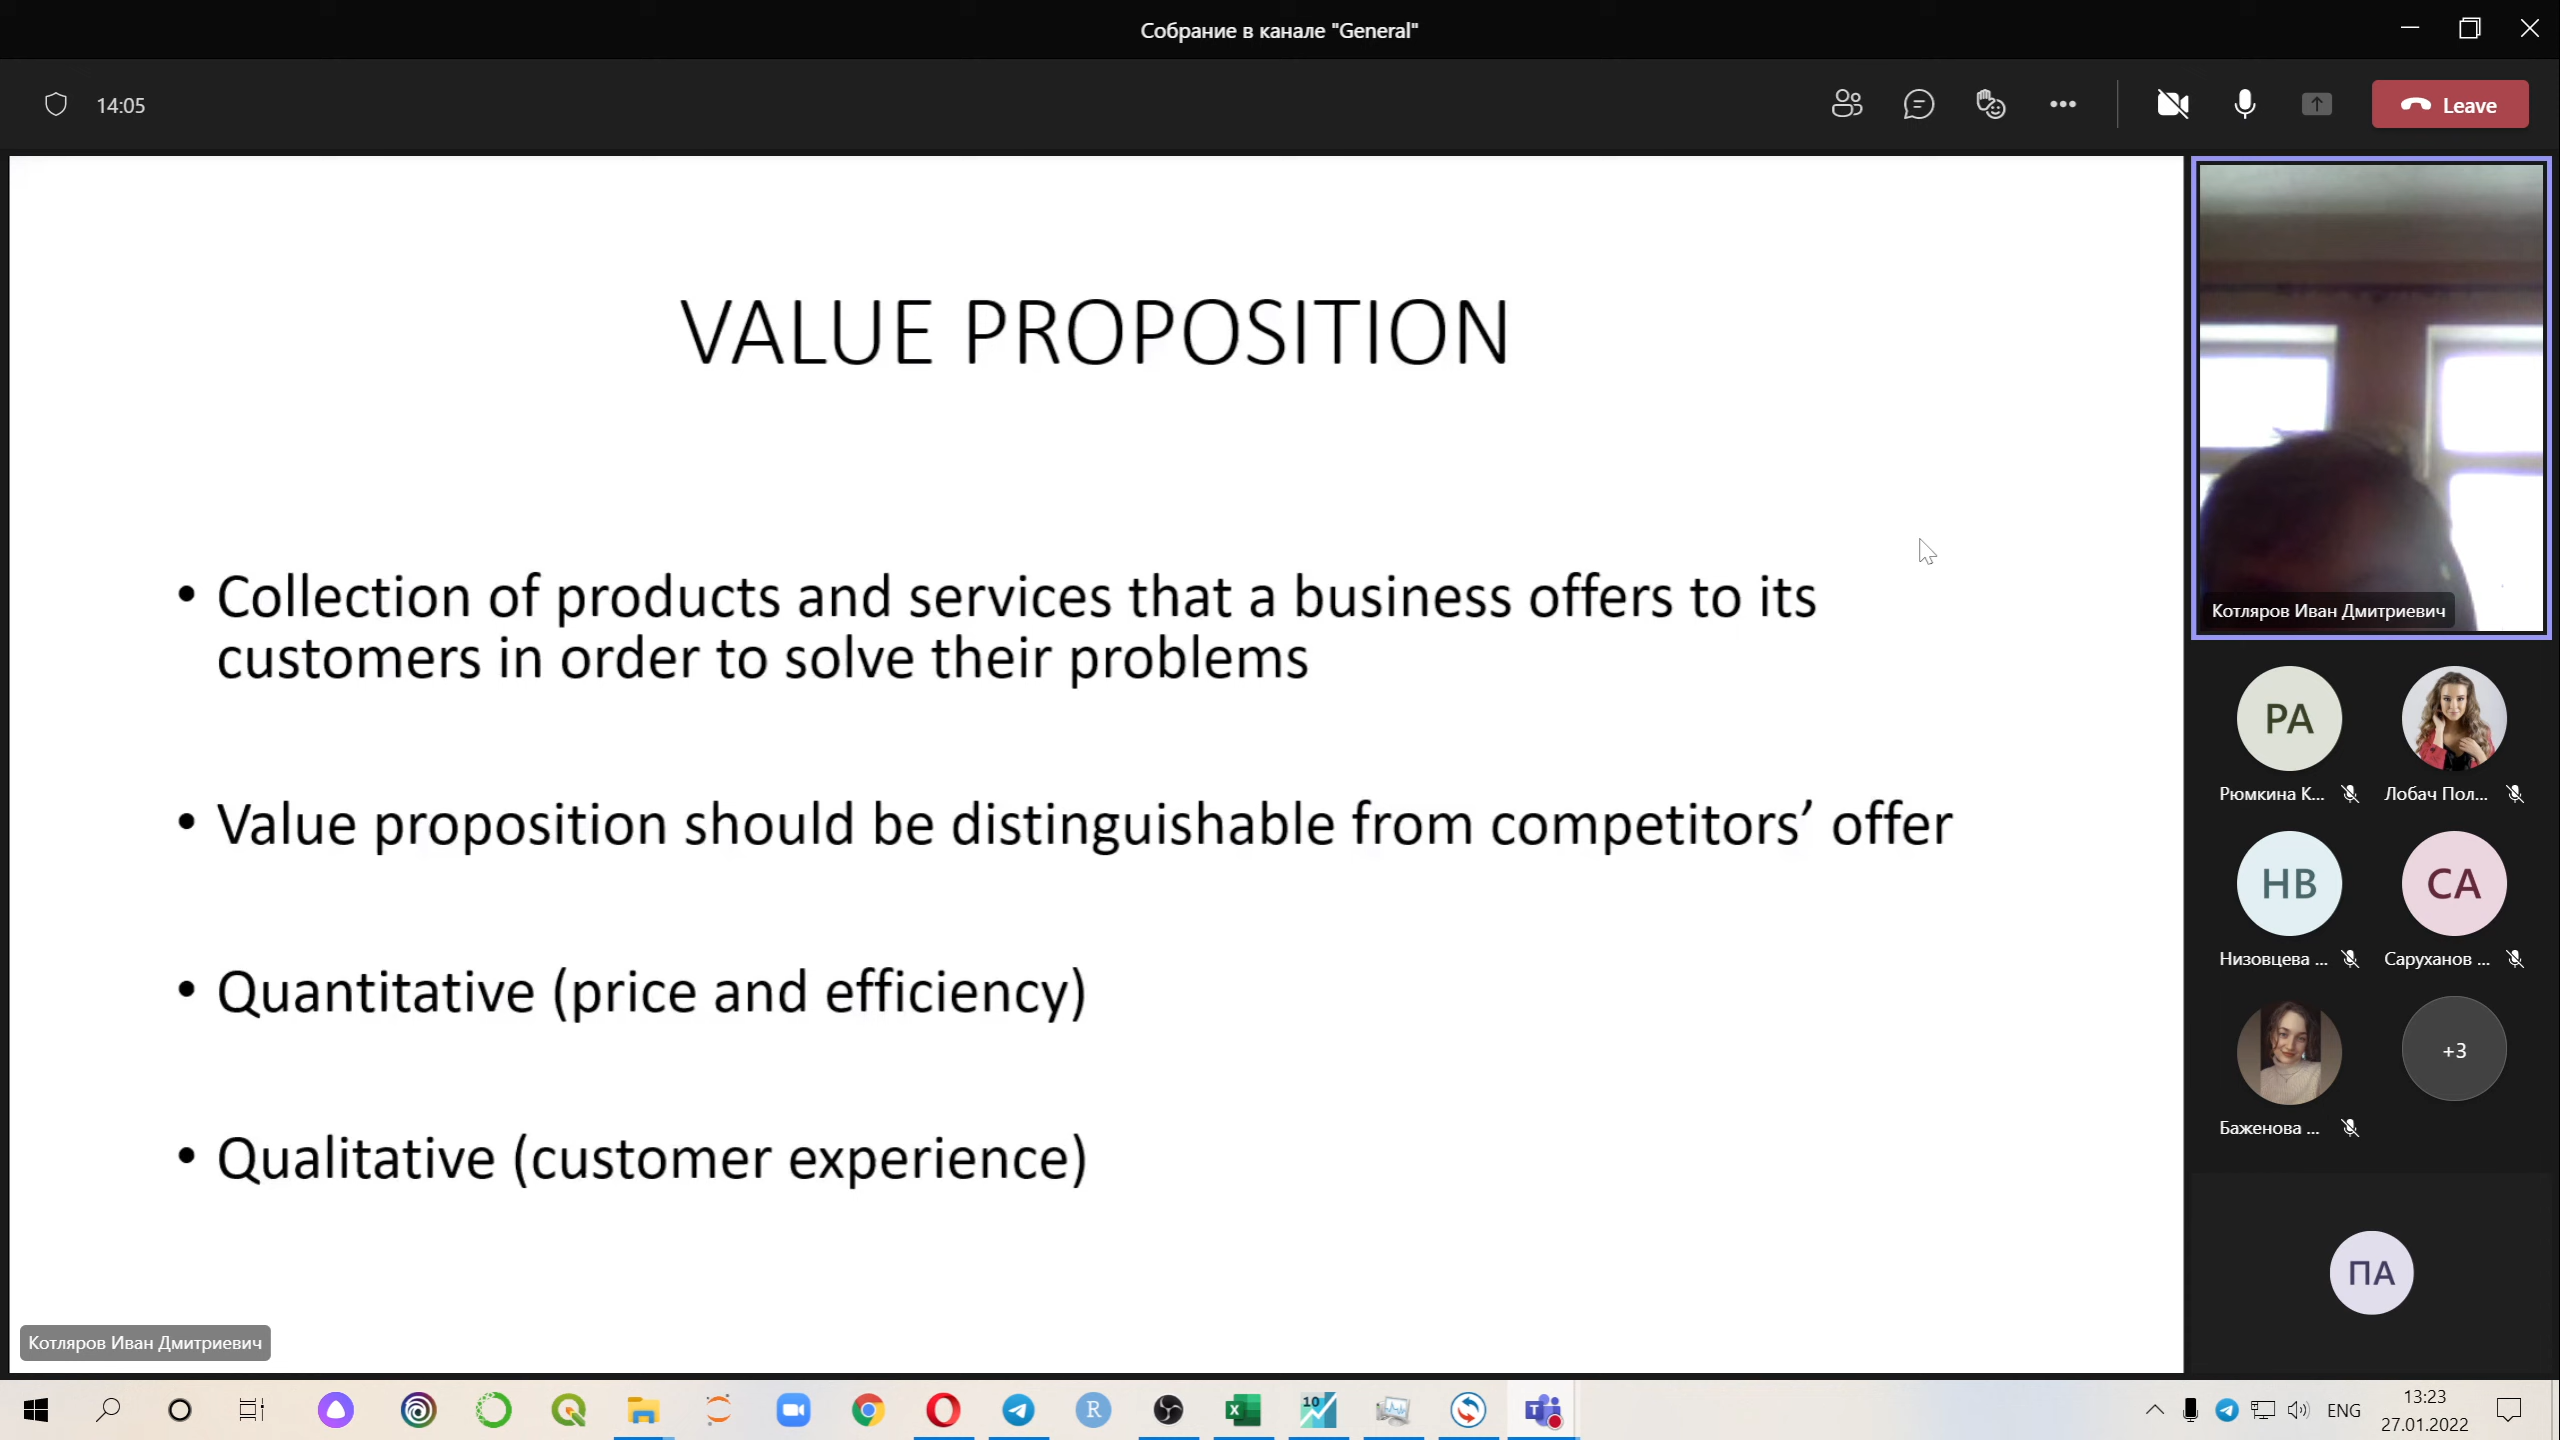 Собрание в канале "General"
14:05
Leave
VALUE PROPOSITION
• Collection of products and services that a business offers to its
customers in order to solve their problems
• Value proposition should be distinguishable from competitors’ offer
• Quantitative (price and efficiency)
• Qualitative (customer experience)
Котляров Иван Дмитриевич
Котляров Иван Дмитриевич
РА
Рюмкина К...
Лобач Пол...
НВ
СА
Низовцева ...
Саруханов ...
Баженова ...
+3
ПА
R
10
ENG
13:23
27.01.2022